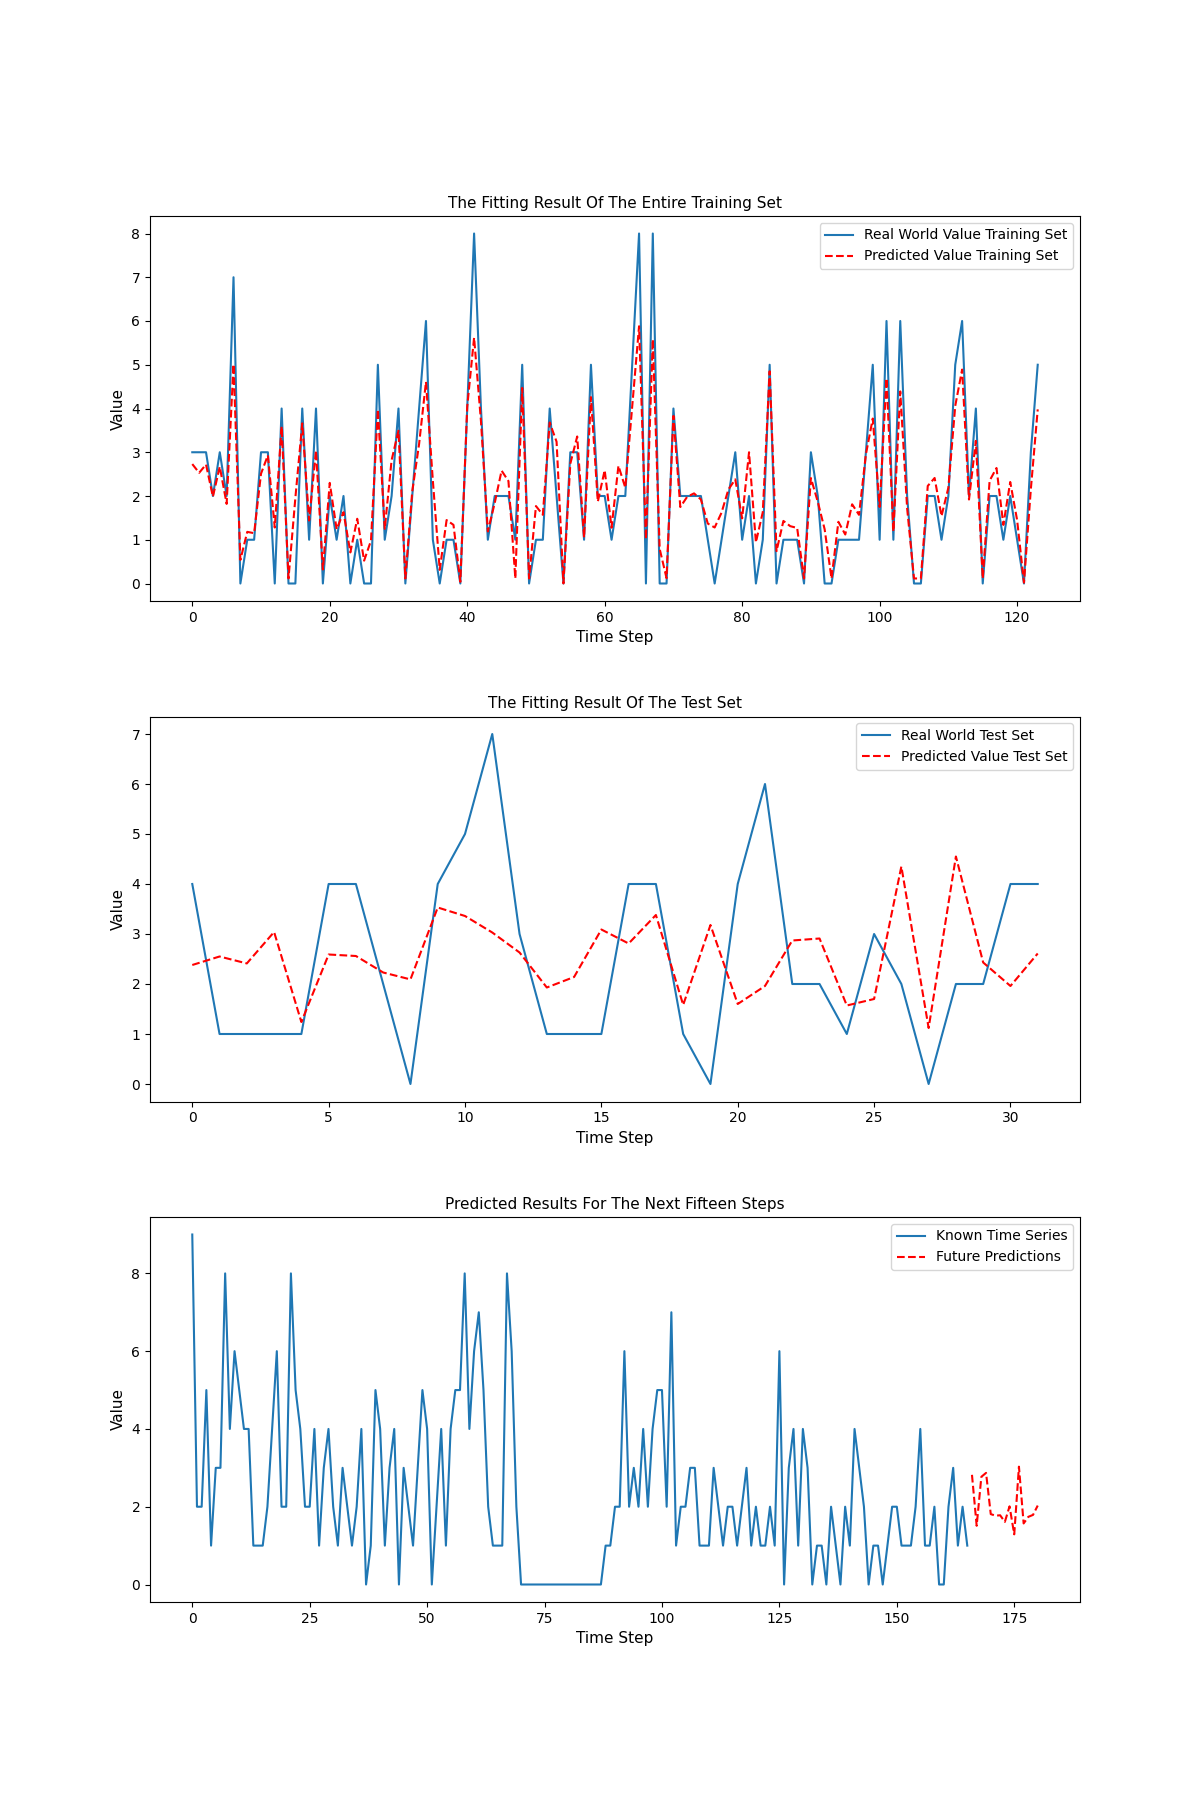 The Fitting Result Of The Entire Training Set
Real World Value Training Set
Predicted Value Training Set
Value
8
7
6
5
4
3
2
1
0
0 20 40 60 80 100 120
Time Step
The Fitting Result Of The Test Set
Real World Test Set
Predicted Value Test Set
Value
7
6
5
4
3
2
1
0
0 5 10 15 20 25 30
Time Step
Predicted Results For The Next Fifteen Steps
Known Time Series
Future Predictions
Value
8
6
4
2
0
0 25 50 75 100 125 150 175
Time Step